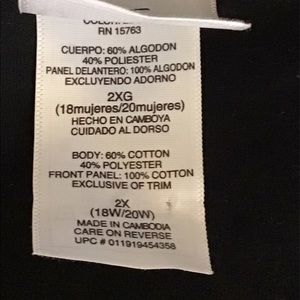 RN 15763
CUERPO: 60% ALGODON
40% POLIESTER
PANEL DELANTERO: 100% ALGODON
EXCLUYENDO ADORNO
2XG
(18mujeres/20mujeres)
HECHO EN CAMBOYA
CUIDADO AL DORSO
BODY: 60% COTTON
40% POLYESTER
FRONT PANEL: 100% COTTON
EXCLUSIVE OF TRIM
2X
(18W/20W)
MADE IN CAMBODIA
CARE ON REVERSE
UPC # 011919454358